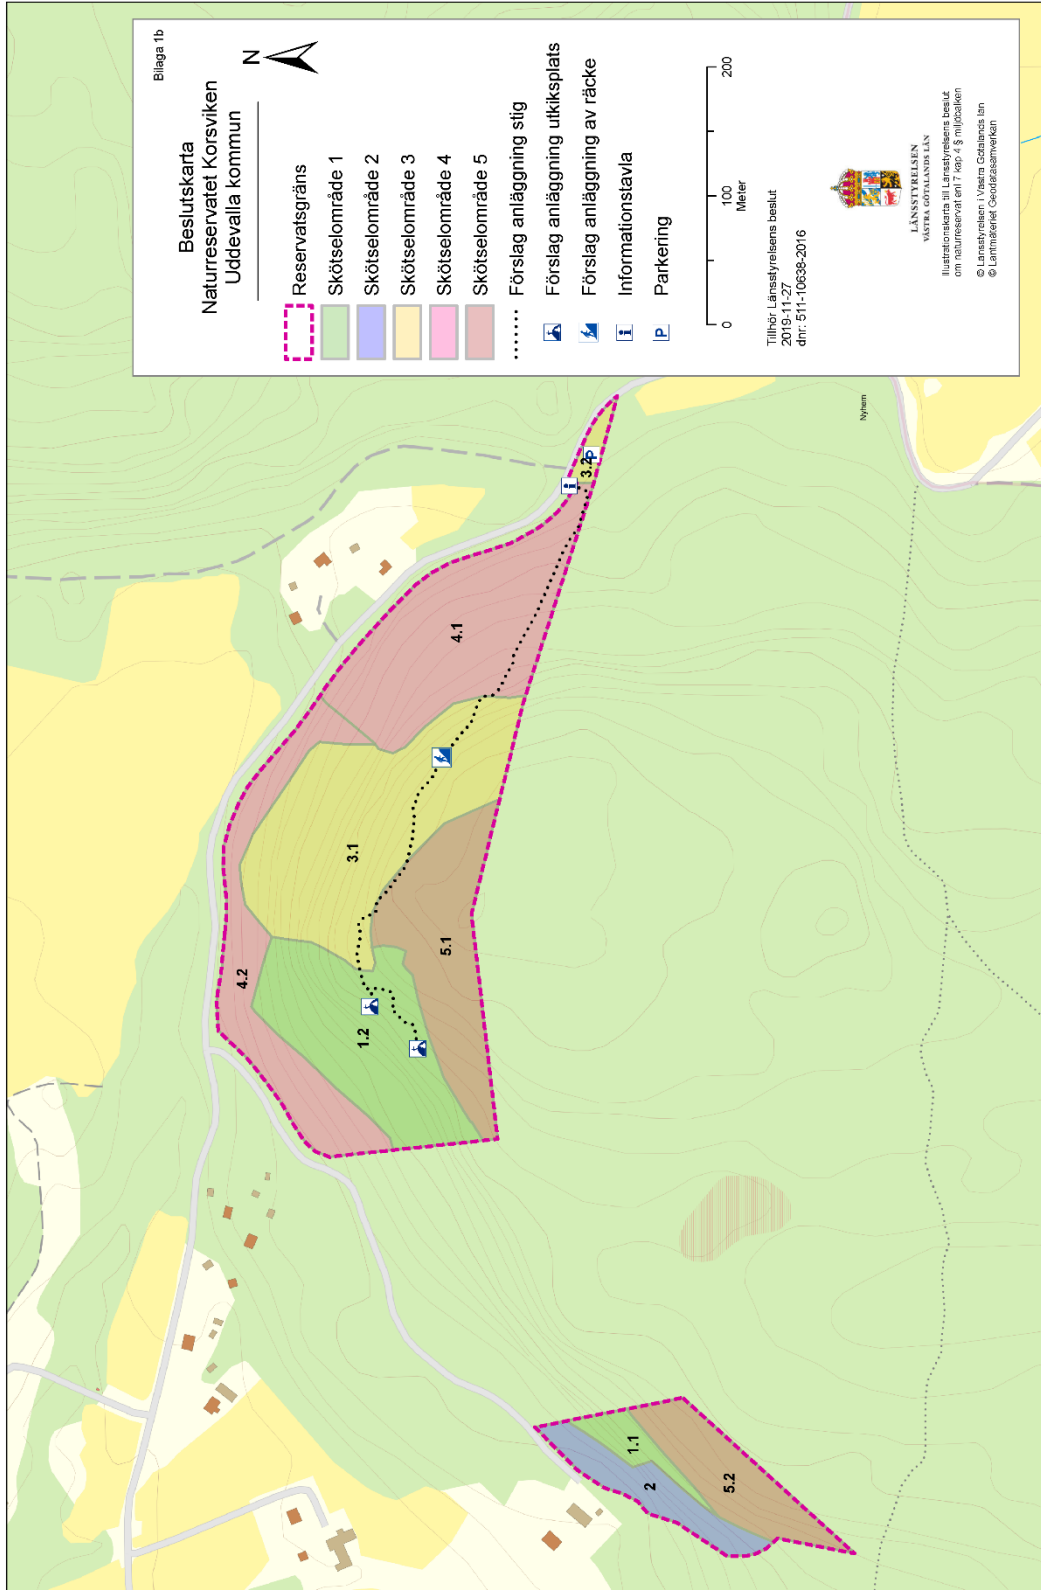 Bilaga 1b
Beslutskarta
Naturreservatet Korsviken
Uddevalla kommun
N
Reservatsgräns
Skötselområde 1
Skötselområde 2
Skötselområde 3
Skötselområde 4
Skötselområde 5
Förslag anläggning stig
Förslag anläggning utkiksplats
Förslag anläggning av räcke
i Informationstavla
P Parkering
0 100 200
Meter
Tillhör Länsstyrelsens beslut
2019-11-27
dnr: 511-10638-2016
LÄNSSTYRELSEN
VÄSTRA GÖTALANDS LÄN
Illustrationskarta till Länsstyrelsens beslut
om naturreservat enl 7 kap 4 § miljöbalken
© Länsstyrelsen i Västra Götalands län
© Lantmäteriet Geodatasamverkan
4.2
3.1
4.1
i
3.2
P
1.2
5.1
Nyhem
2
1.1
5.2